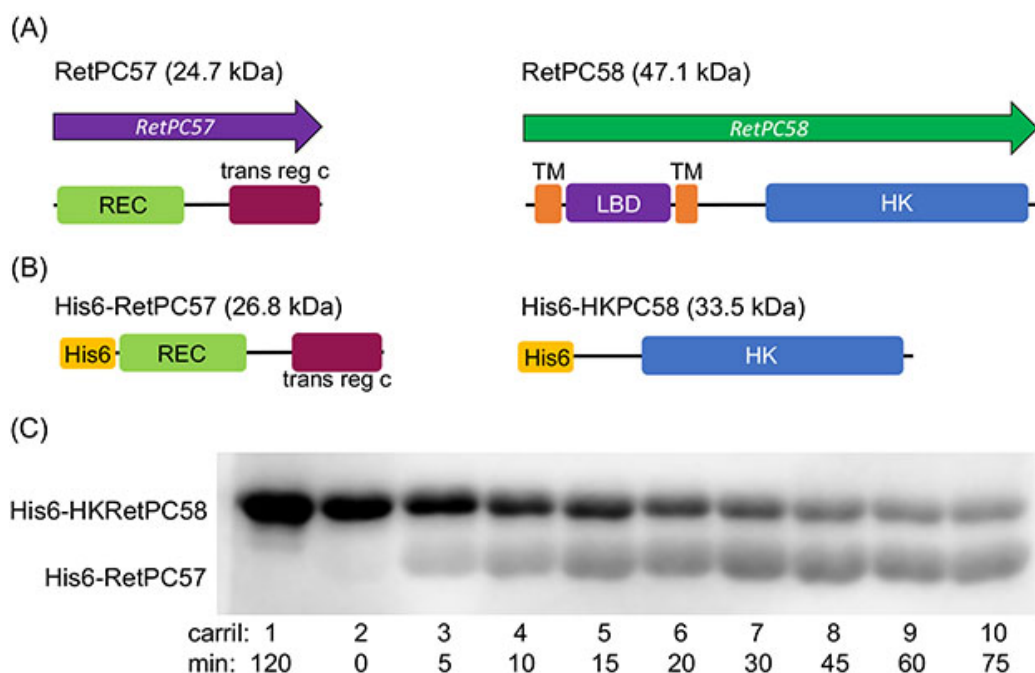 (A)
RetPC57 (24.7 kDa) RetPC58 (47.1 kDa)
RetPC57 RetPC58
trans reg c TM TM
REC LBD HK
(B)
His6-RetPC57 (26.8 kDa) His6-HKPC58 (33.5 kDa)
His6 REC His6 HK
trans reg c
(C)
His6-HKRetPC58
His6-RetPC57
carril: 1 2 3 4 5 6 7 8 9 10
min: 120 0 5 10 15 20 30 45 60 75